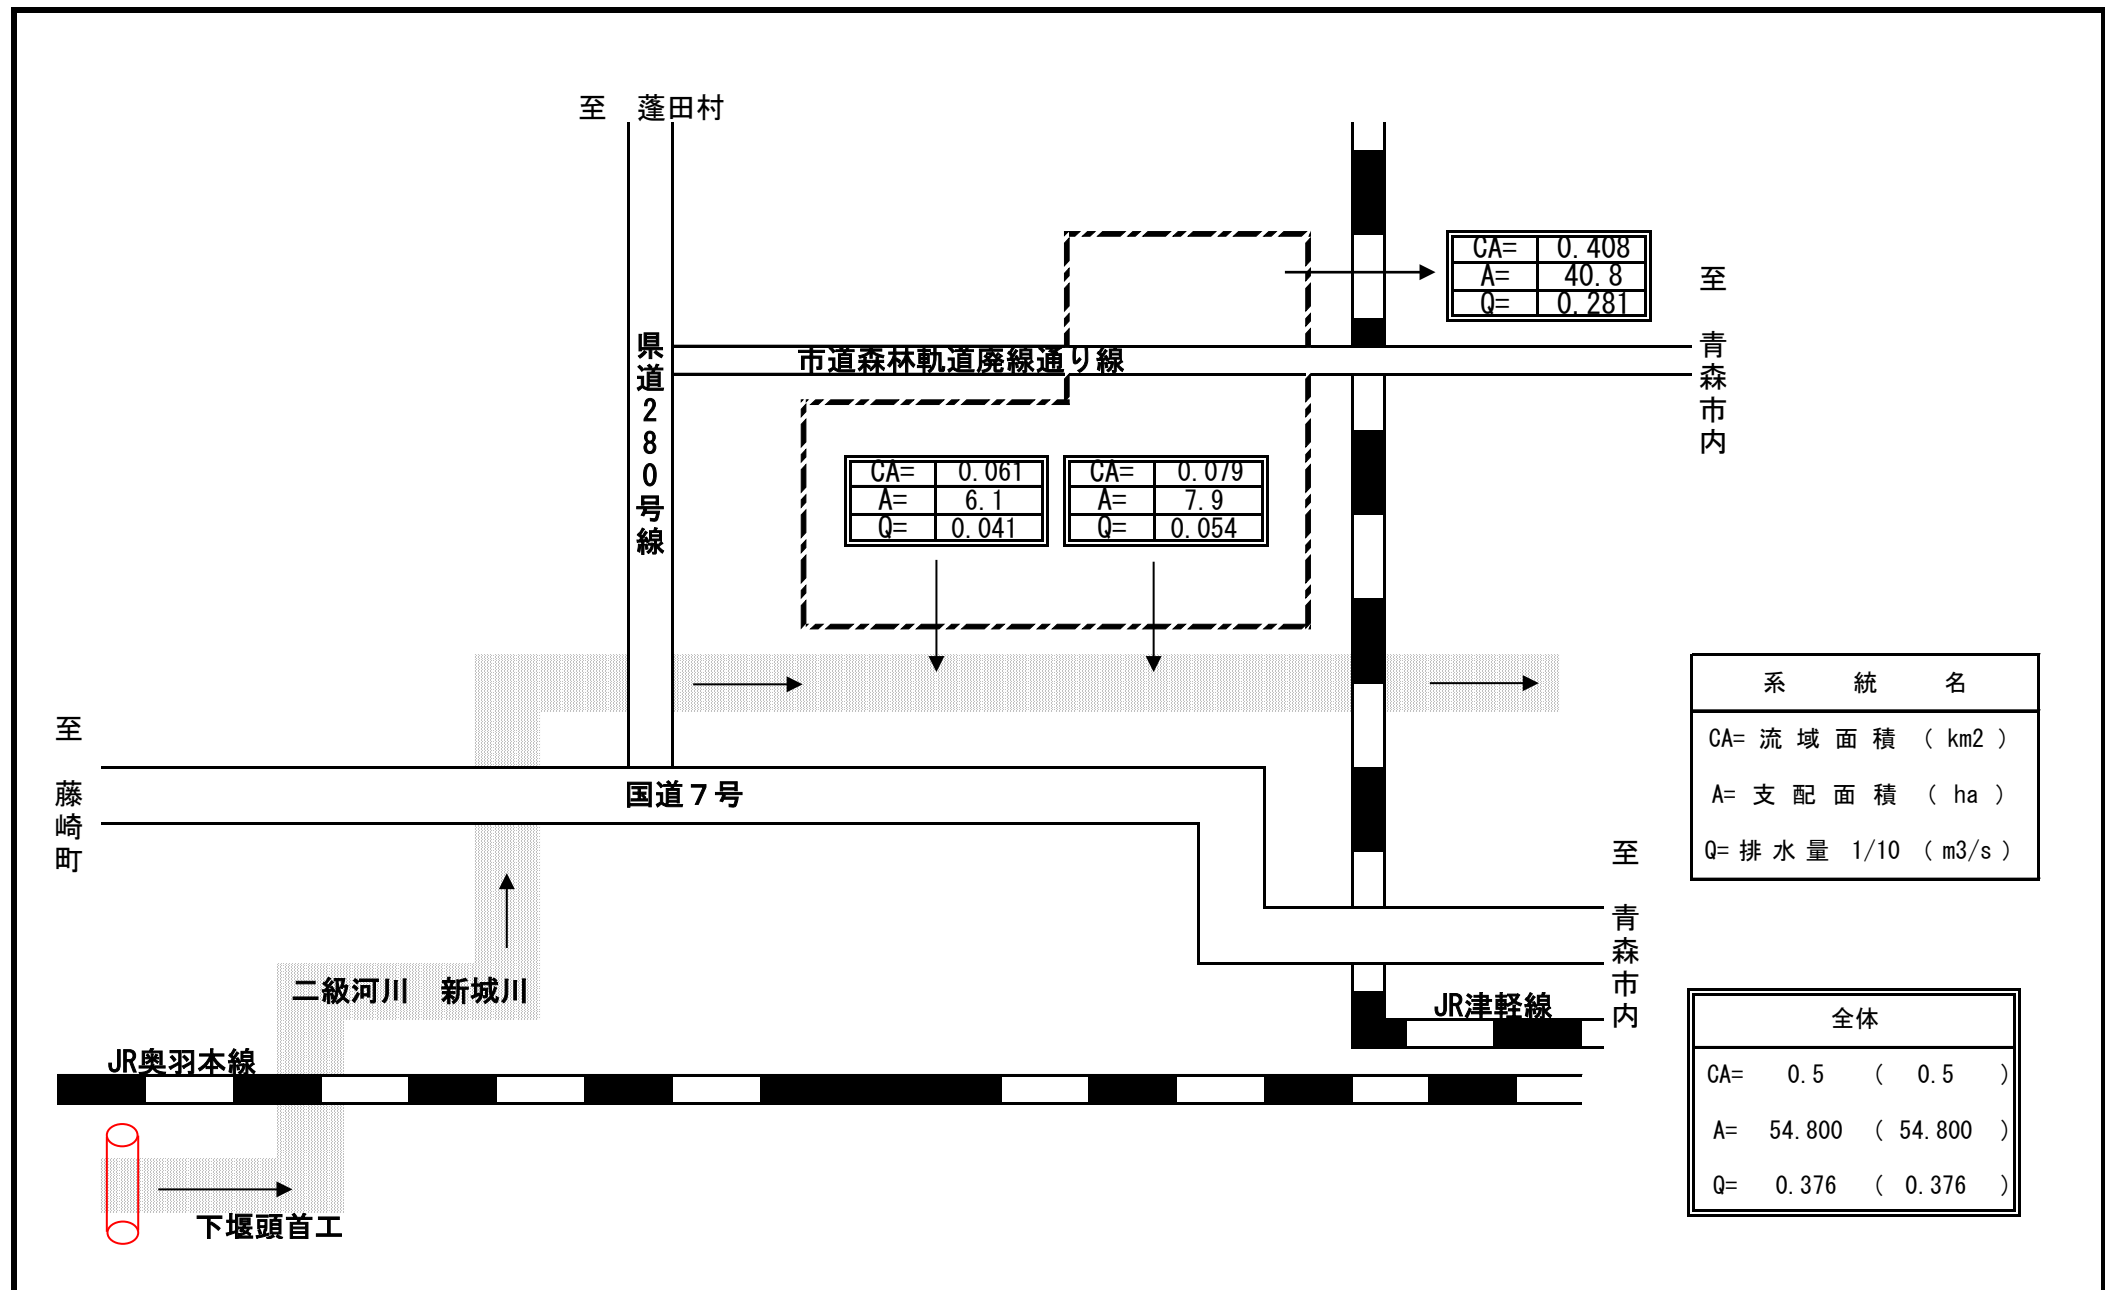 至　蓬田村
CA= 0.408
A= 40.8
Q= 0.281
至　青森市内
県道２８０号線
市道森林軌道廃線通り線
CA= 0.061
A= 6.1
Q= 0.041
CA= 0.079
A= 7.9
Q= 0.054
系　統　名
CA= 流域面積（km2）
A= 支配面積（ha）
Q= 排水量 1/10（m3/s）
至　藤崎町
国道７号
至　青森市内
二級河川　新城川
JR津軽線
JR奥羽本線
全体
CA= 0.5 （ 0.5 ）
A= 54.800 （ 54.800 ）
Q= 0.376 （ 0.376 ）
下堰頭首工